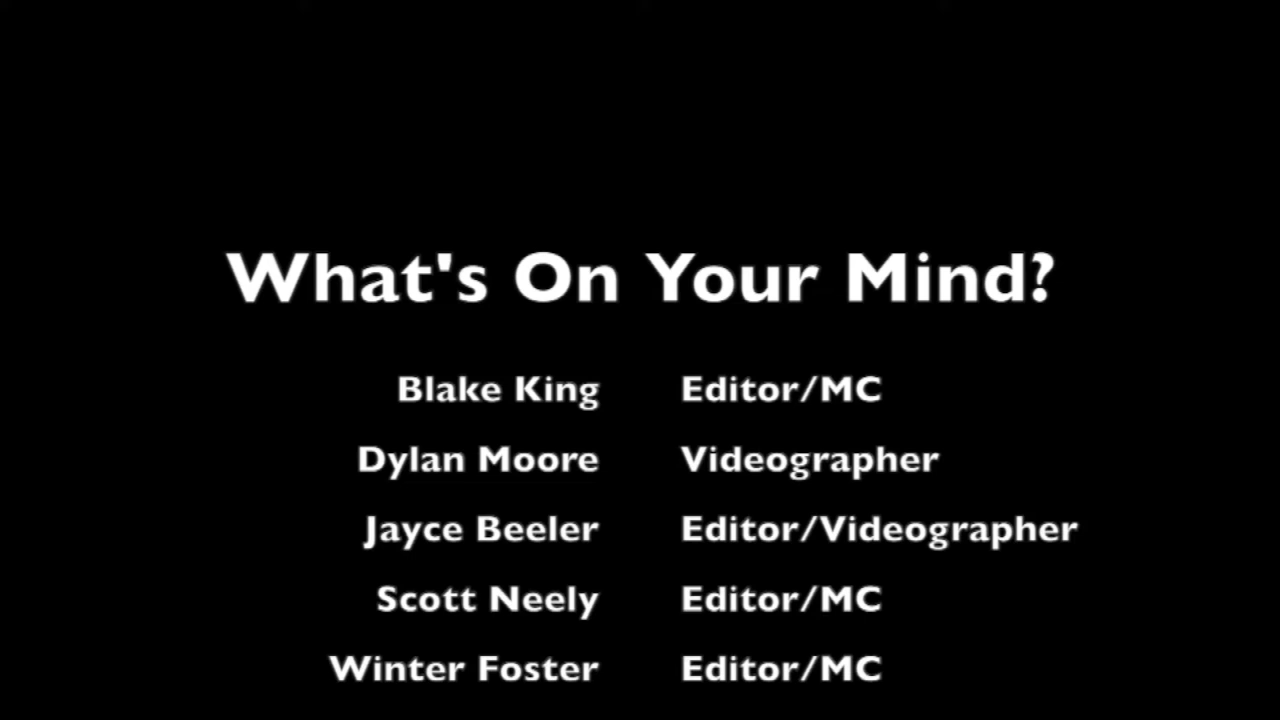 What's On Your Mind?
Blake King Editor/MC
Dylan Moore Videographer
Jayce Beeler Editor/Videographer
Scott Neely Editor/MC
Winter Foster Editor/MC